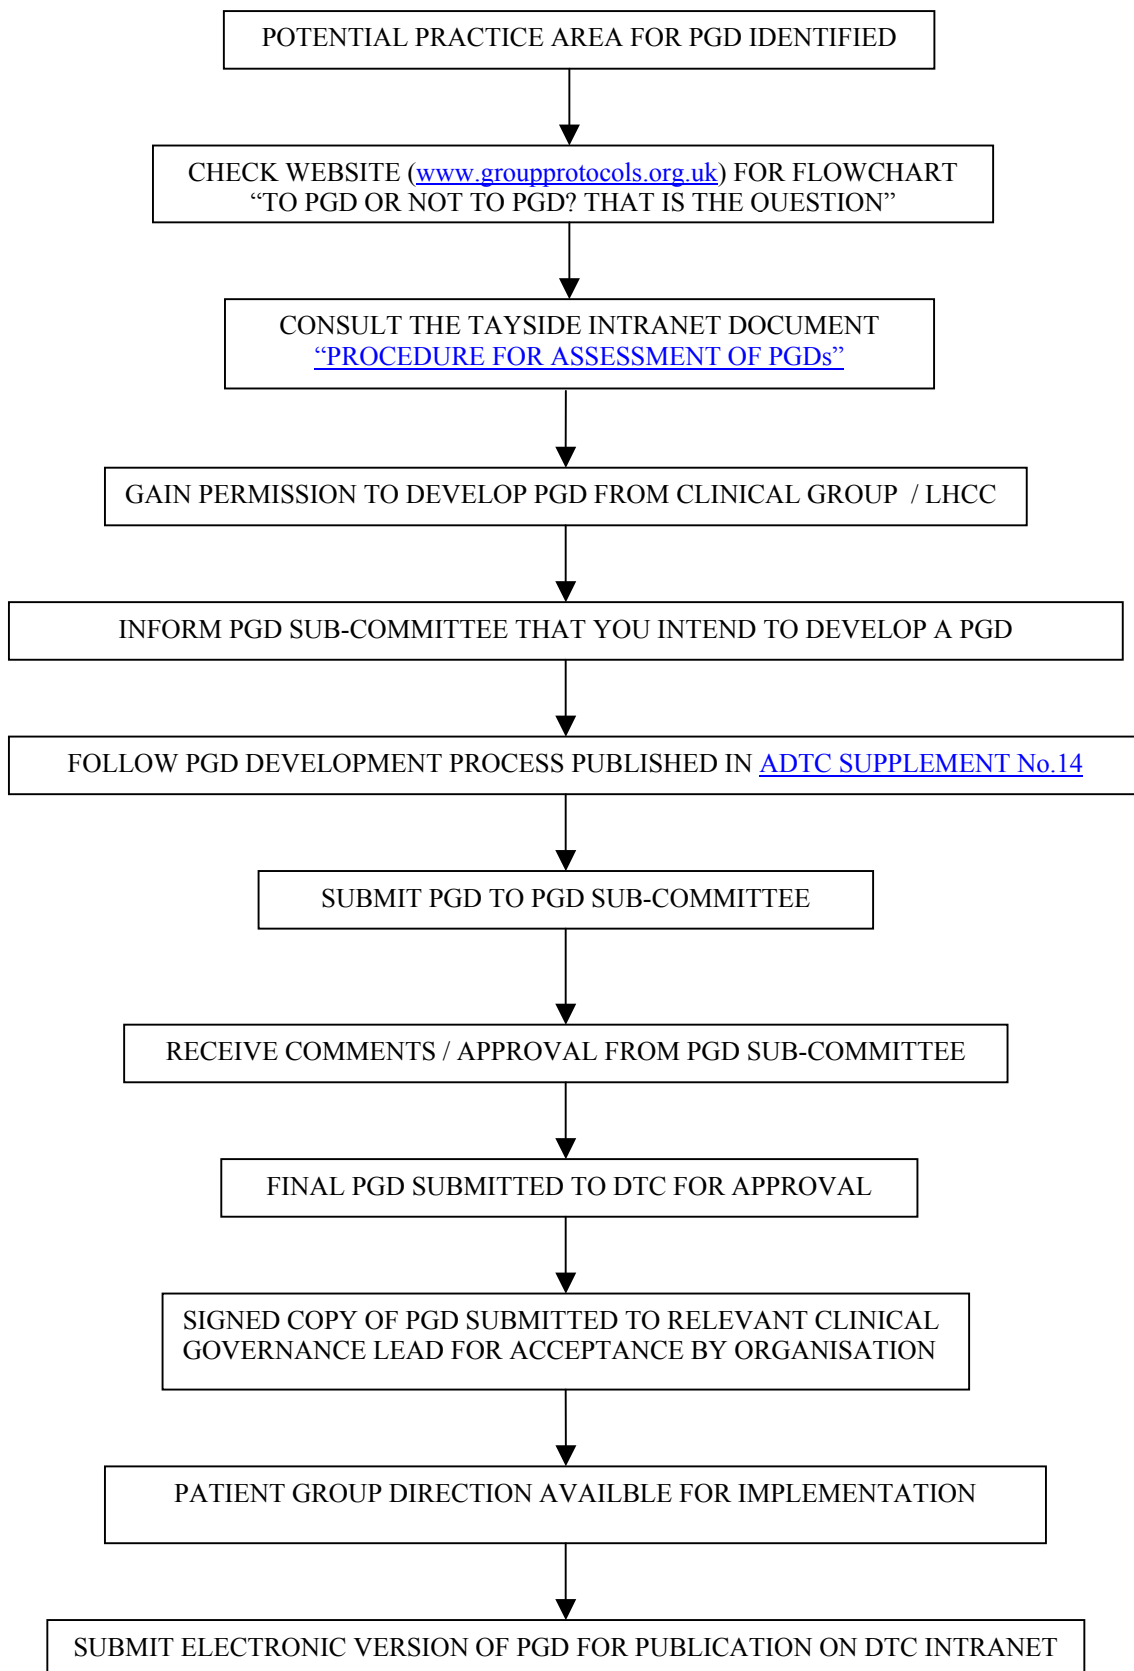 POTENTIAL PRACTICE AREA FOR PGD IDENTIFIED
CHECK WEBSITE (www.groupprotocols.org.uk) FOR FLOWCHART
“TO PGD OR NOT TO PGD? THAT IS THE QUESTION”
CONSULT THE TAYSIDE INTRANET DOCUMENT
“PROCEDURE FOR ASSESSMENT OF PGDs”
GAIN PERMISSION TO DEVELOP PGD FROM CLINICAL GROUP / LHCC
INFORM PGD SUB-COMMITTEE THAT YOU INTEND TO DEVELOP A PGD
FOLLOW PGD DEVELOPMENT PROCESS PUBLISHED IN ADTC SUPPLEMENT No.14
SUBMIT PGD TO PGD SUB-COMMITTEE
RECEIVE COMMENTS / APPROVAL FROM PGD SUB-COMMITTEE
FINAL PGD SUBMITTED TO DTC FOR APPROVAL
SIGNED COPY OF PGD SUBMITTED TO RELEVANT CLINICAL
GOVERNANCE LEAD FOR ACCEPTANCE BY ORGANISATION
PATIENT GROUP DIRECTION AVAILBLE FOR IMPLEMENTATION
SUBMIT ELECTRONIC VERSION OF PGD FOR PUBLICATION ON DTC INTRANET